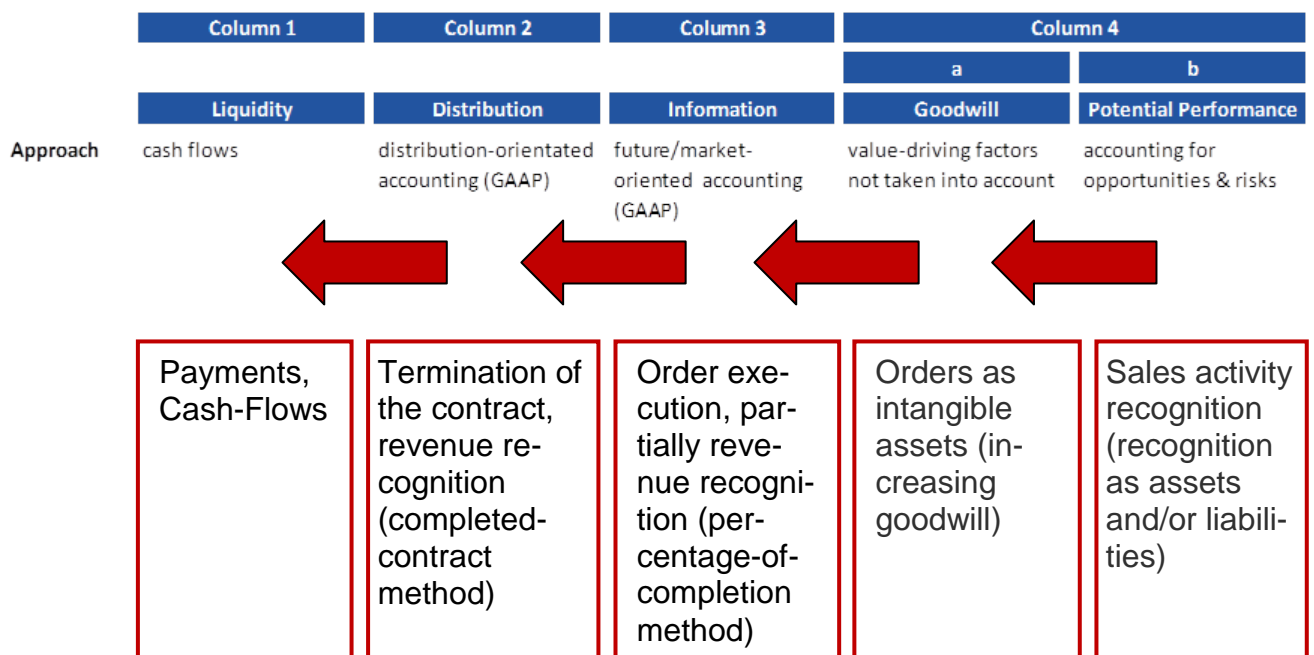 Column 1 Column 2 Column 3 Column 4
a b
Liquidity Distribution Information Goodwill Potential Performance
Approach cash flows distribution-orientated future/market- value-driving factors accounting for
accounting (GAAP) oriented accounting not taken into account opportunities & risks
(GAAP)
Payments,
Cash-Flows
Termination of
the contract,
revenue re-
cognition
(completed-
contract
method)
Order exe-
cution, par-
tially reve-
nue recogni-
tion (per-
centage-of-
completion
method)
Orders as
intangible
assets (in-
creasing
goodwill)
Sales activity
recognition
(recognition
as assets
and/or liabili-
ties)